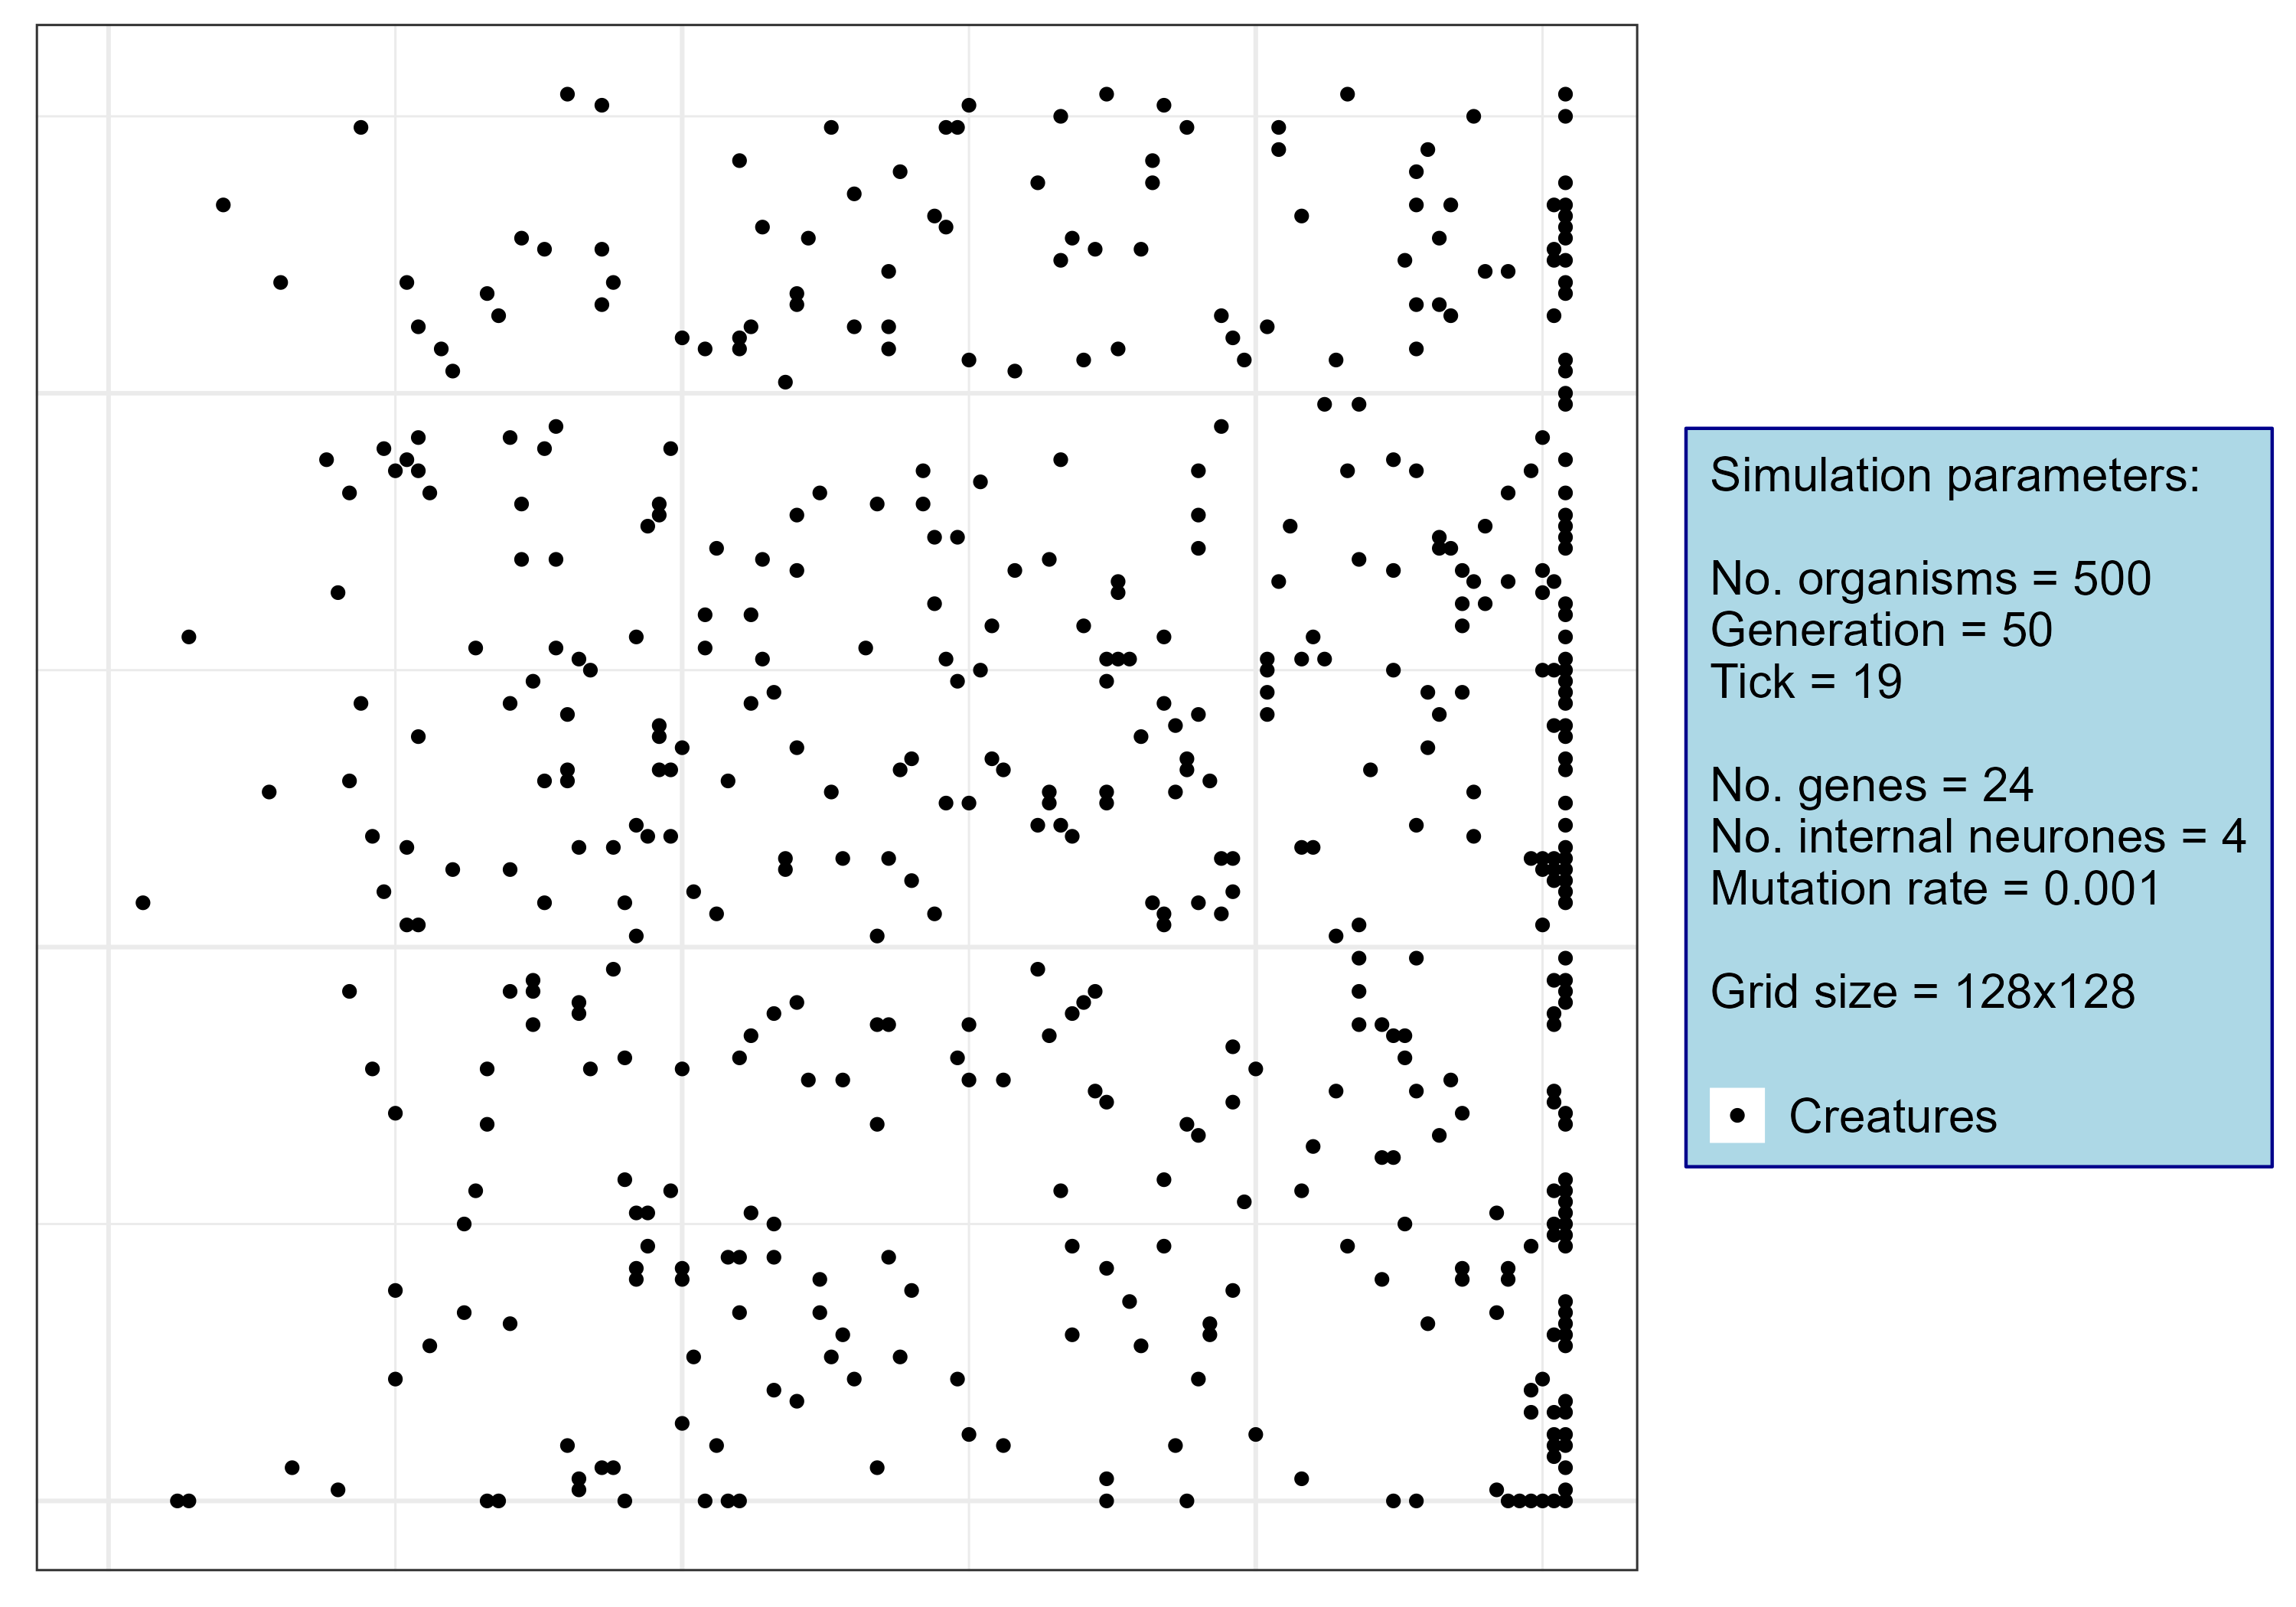 Simulation parameters:
No. organisms = 500
Generation = 50
Tick = 19
No. genes = 24
No. internal neurones = 4
Mutation rate = 0.001
Grid size = 128x128
Creatures